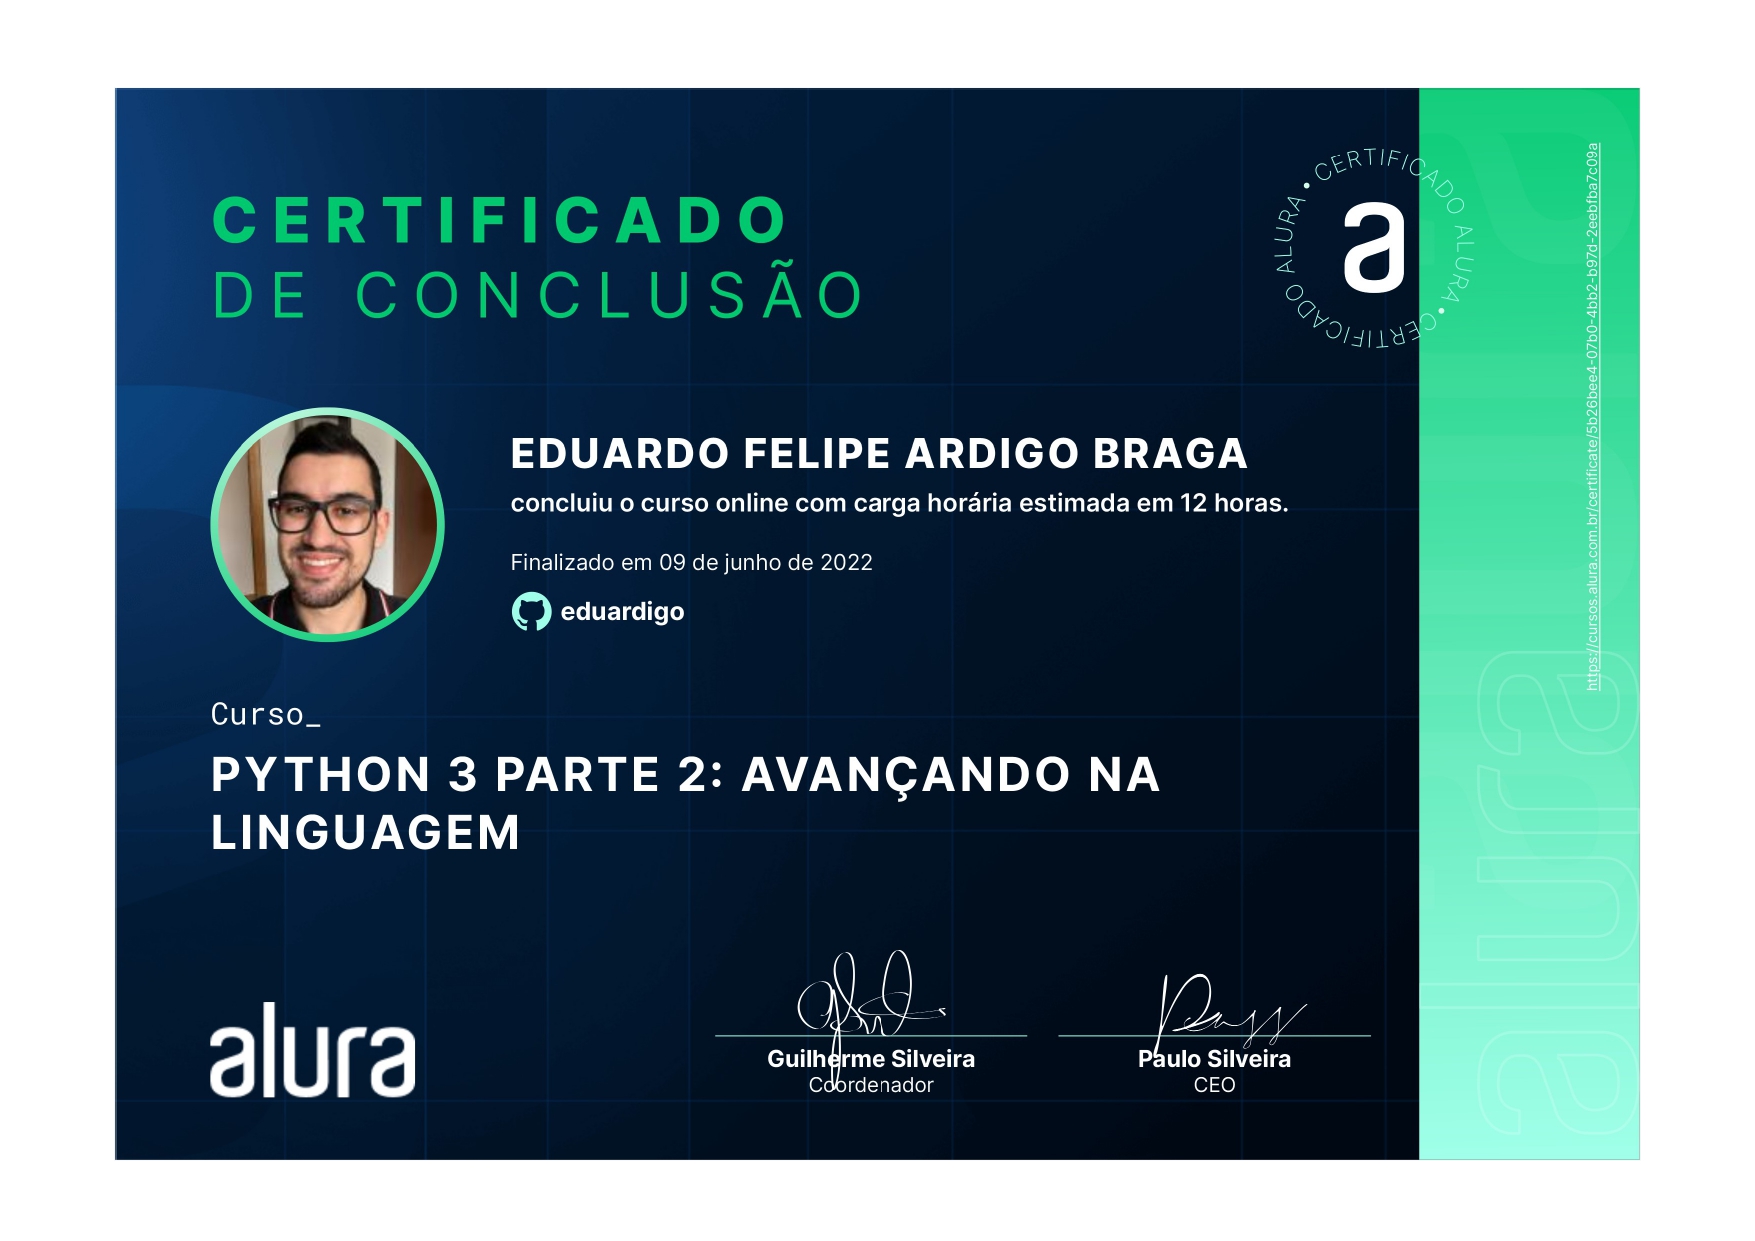 CERTIFICADO
DE CONCLUSÃO
CERTIFICADO ALURA • CERTIFICADO ALURA •
a
https://cursos.alura.com.br/certificate/5b26bee4-07b0-4bb2-b97d-2eebfba7c09a
EDUARDO FELIPE ARDIGO BRAGA
concluiu o curso online com carga horária estimada em 12 horas.
Finalizado em 09 de junho de 2022
eduardigo
Curso_
PYTHON 3 PARTE 2: AVANÇANDO NA
LINGUAGEM
alura
Guilherme Silveira
Coordenador
Paulo Silveira
CEO
alura